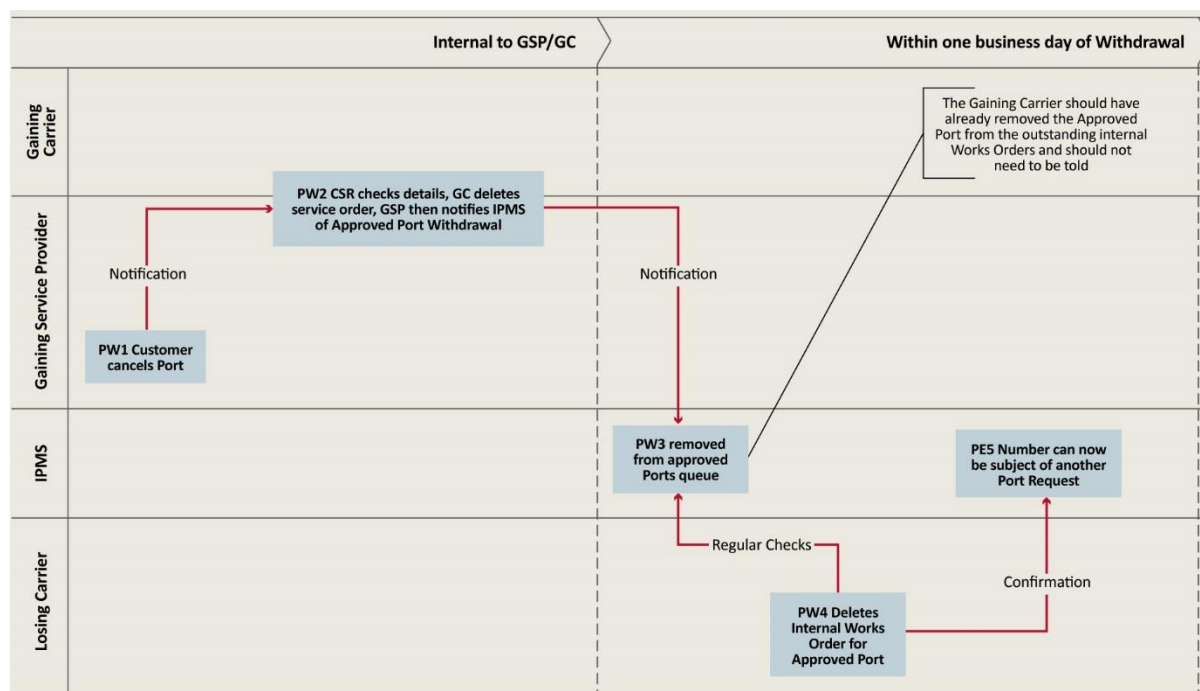 Internal to GSP/GC
Within one business day of Withdrawal
Gaining
Carrier
The Gaining Carrier should have
already removed the Approved
Port from the outstanding internal
Works Orders and should not
need to be told
Gaining Service Provider
PW2 CSR checks details, GC deletes
service order, GSP then notifies IPMS
of Approved Port Withdrawal
Notification
Notification
PW1 Customer
cancels Port
IPMS
PW3 removed
from approved
Ports queue
PE5 Number can now
be subject of another
Port Request
Losing Carrier
Regular Checks
Confirmation
PW4 Deletes
Internal Works
Order for
Approved Port